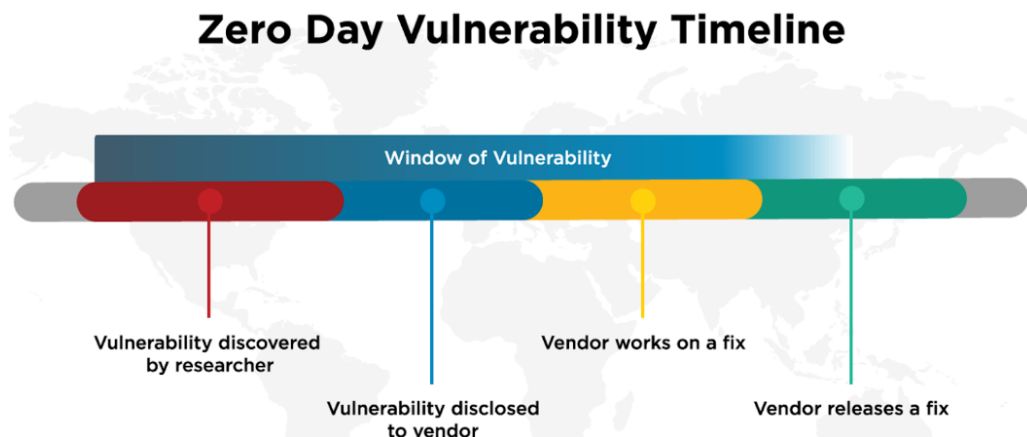 Zero Day Vulnerability Timeline
Window of Vulnerability
Vulnerability discovered
by researcher
Vulnerability disclosed
to vendor
Vendor works on a fix
Vendor releases a fix